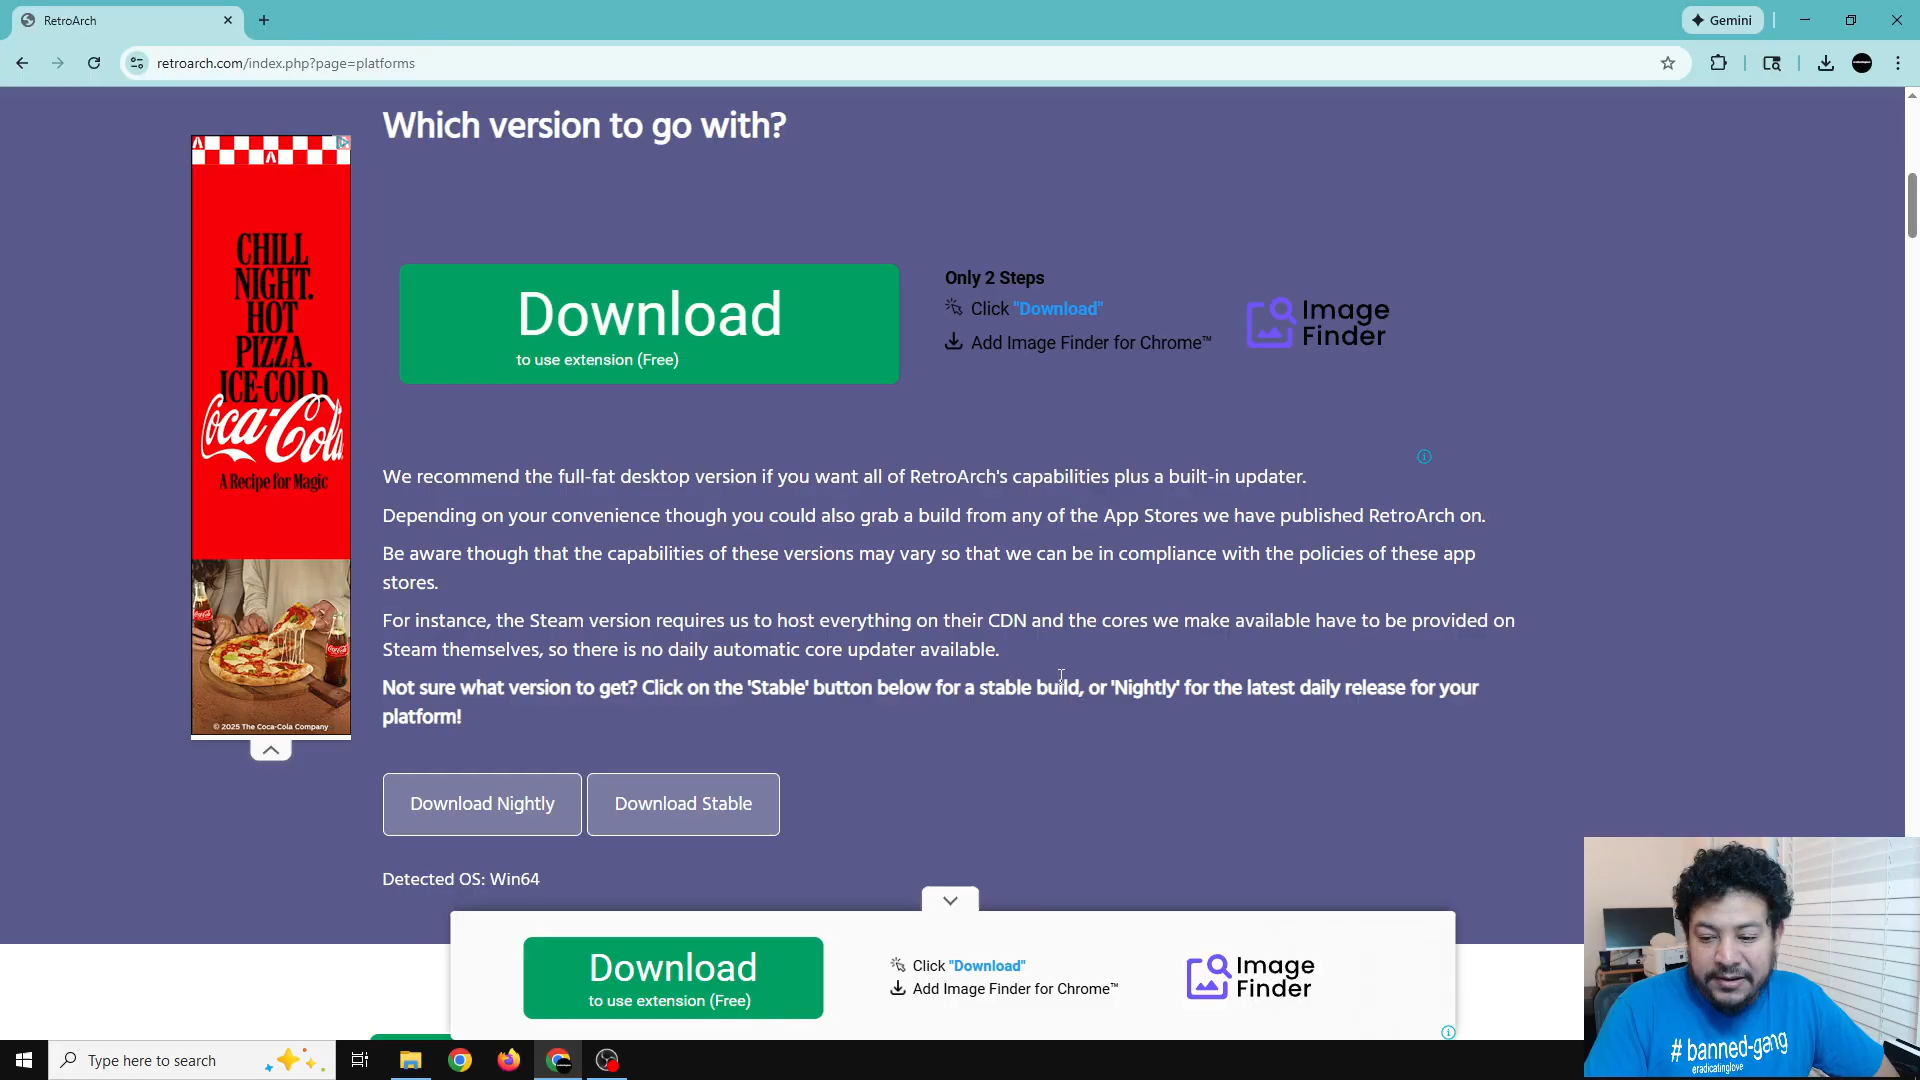 RetroArch
Gemini
retroarch.com/index.php?page=platforms
Which version to go with?
CHILL
NIGHT.
HOT
PIZZA.
ICE-COLD
Coca-Cola
A Recipe for Magic
© 2025 The Coca-Cola Company
Download
to use extension (Free)
Only 2 Steps
Click "Download"
Add Image Finder for Chrome™
Image
Finder
We recommend the full-fat desktop version if you want all of RetroArch's capabilities plus a built-in updater.
Depending on your convenience though you could also grab a build from any of the App Stores we have published RetroArch on.
Be aware though that the capabilities of these versions may vary so that we can be in compliance with the policies of these app
stores.
For instance, the Steam version requires us to host everything on their CDN and the cores we make available have to be provided on
Steam themselves, so there is no daily automatic core updater available.
Not sure what version to get? Click on the 'Stable' button below for a stable build, or 'Nightly' for the latest daily release for your
platform!
Download Nightly
Download Stable
Detected OS: Win64
Download
to use extension (Free)
Click "Download"
Add Image Finder for Chrome™
Image
Finder
Type here to search
# banned-gang
eradicatinglove